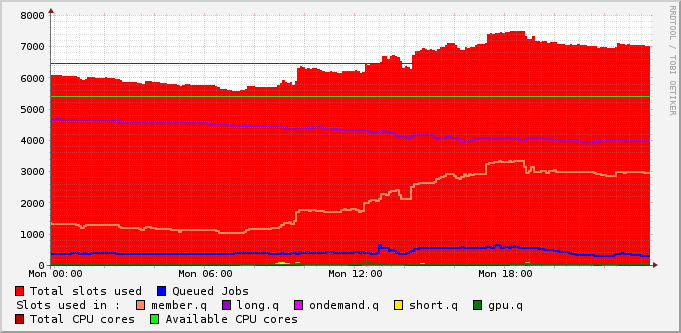 8000
7000
6000
5000
4000
3000
2000
1000
0
Mon 00:00 Mon 06:00 Mon 12:00 Mon 18:00
Total slots used Queued Jobs
Slots used in : member.q long.q ondemand.q short.q gpu.q
Total CPU cores Available CPU cores
RRDTOOL / TOBI OETIKER